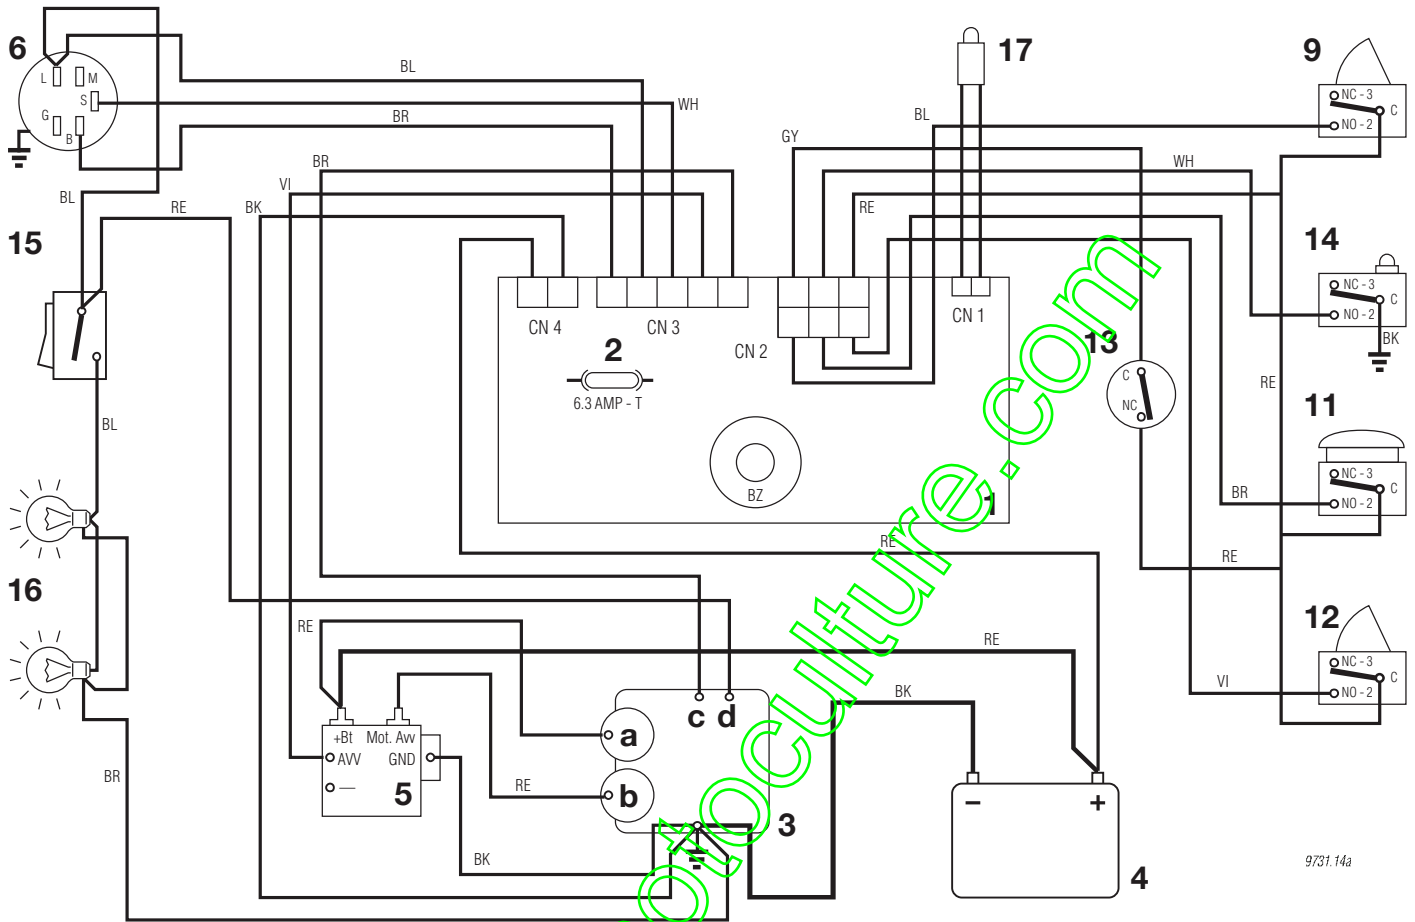 6
L
M
S
G
B
BL
WH
BR
BR
VI
BK
BL
RE
15
17
9
NC - 3
C
NO - 2
BL
GY
WH
RE
14
NC - 3
C
NO - 2
BK
CN 4
CN 3
CN 2
CN 1
2
6.3 AMP - T
BZ
1
13
C
NC
RE
11
NC - 3
C
NO - 2
BR
RE
12
NC - 3
C
NO - 2
VI
BL
16
BR
RE
RE
RE
BK
+Bt
Mot. Avv
AVV
GND
—
5
RE
BK
a
b
c
d
3
–
+
4
9731.14a
otoculture.com